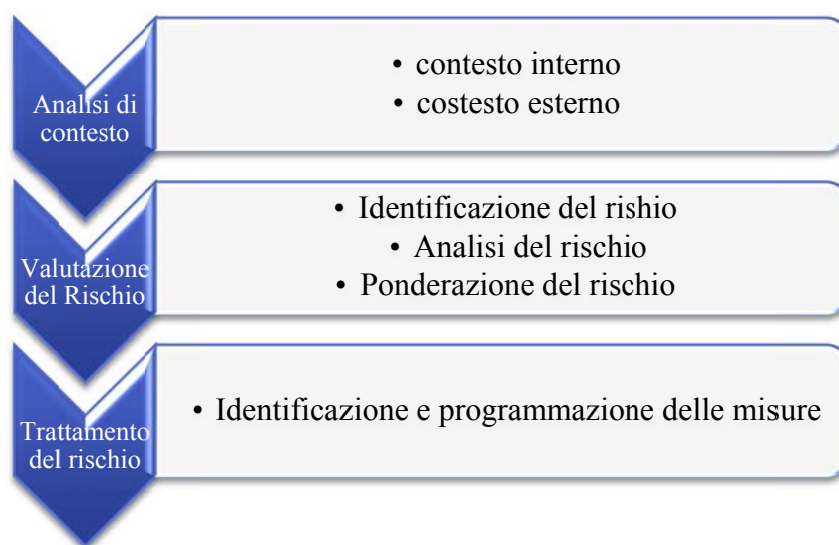 Analisi di
contesto
• contesto interno
• costesto esterno
Valutazione
del Rischio
• Identificazione del rishio
• Analisi del rischio
• Ponderazione del rischio
Trattamento
del rischio
• Identificazione e programmazione delle misure